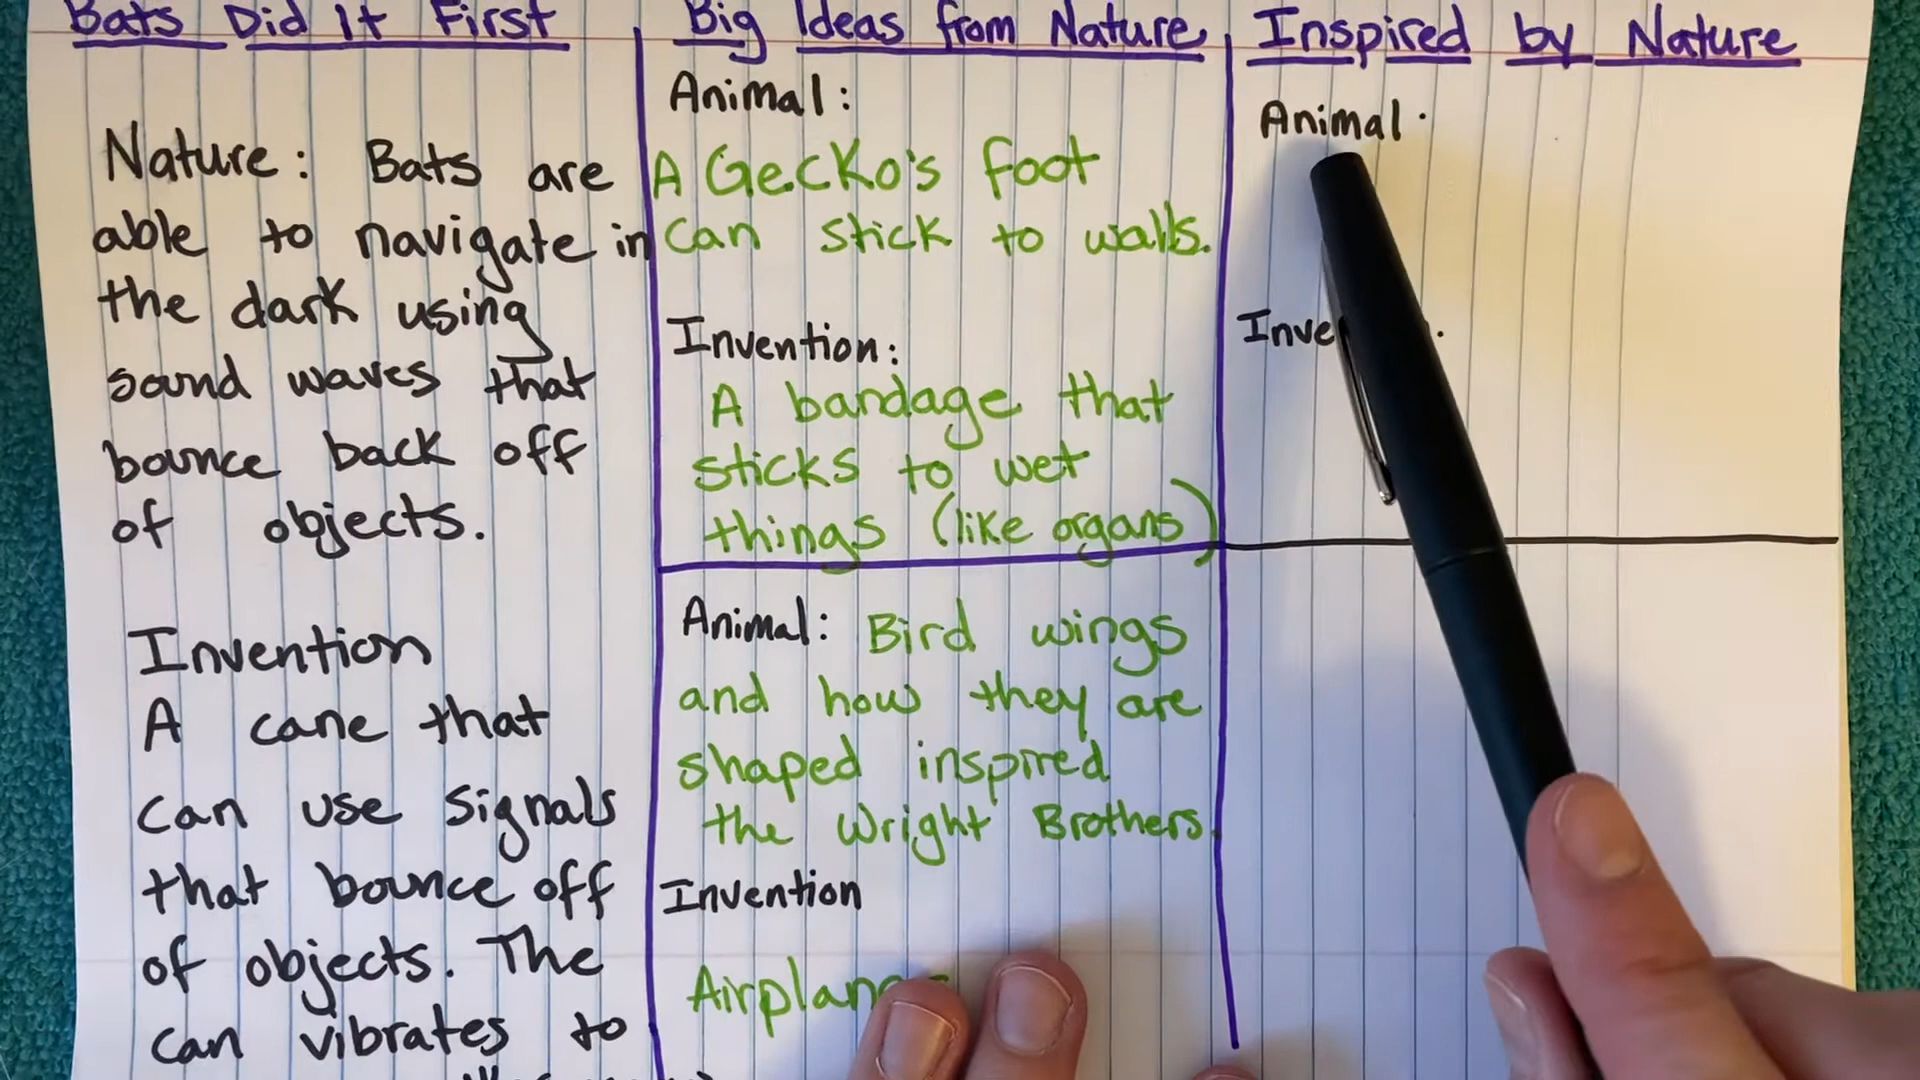 Bats Did It First
Nature: Bats are
able to navigate in
the dark using
sound waves that
bounce back off
of objects.
Invention
A cane that
can use signals
that bounce off
of objects. The
can vibrates to
Big Ideas from Nature
Animal:
A Gecko's foot
can stick to walls.
Invention:
A bandage that
sticks to wet
things (like organs)
Animal: Bird wings
and how they are
shaped inspired
the Wright Brothers.
Invention
Inspired by Nature
Animal: